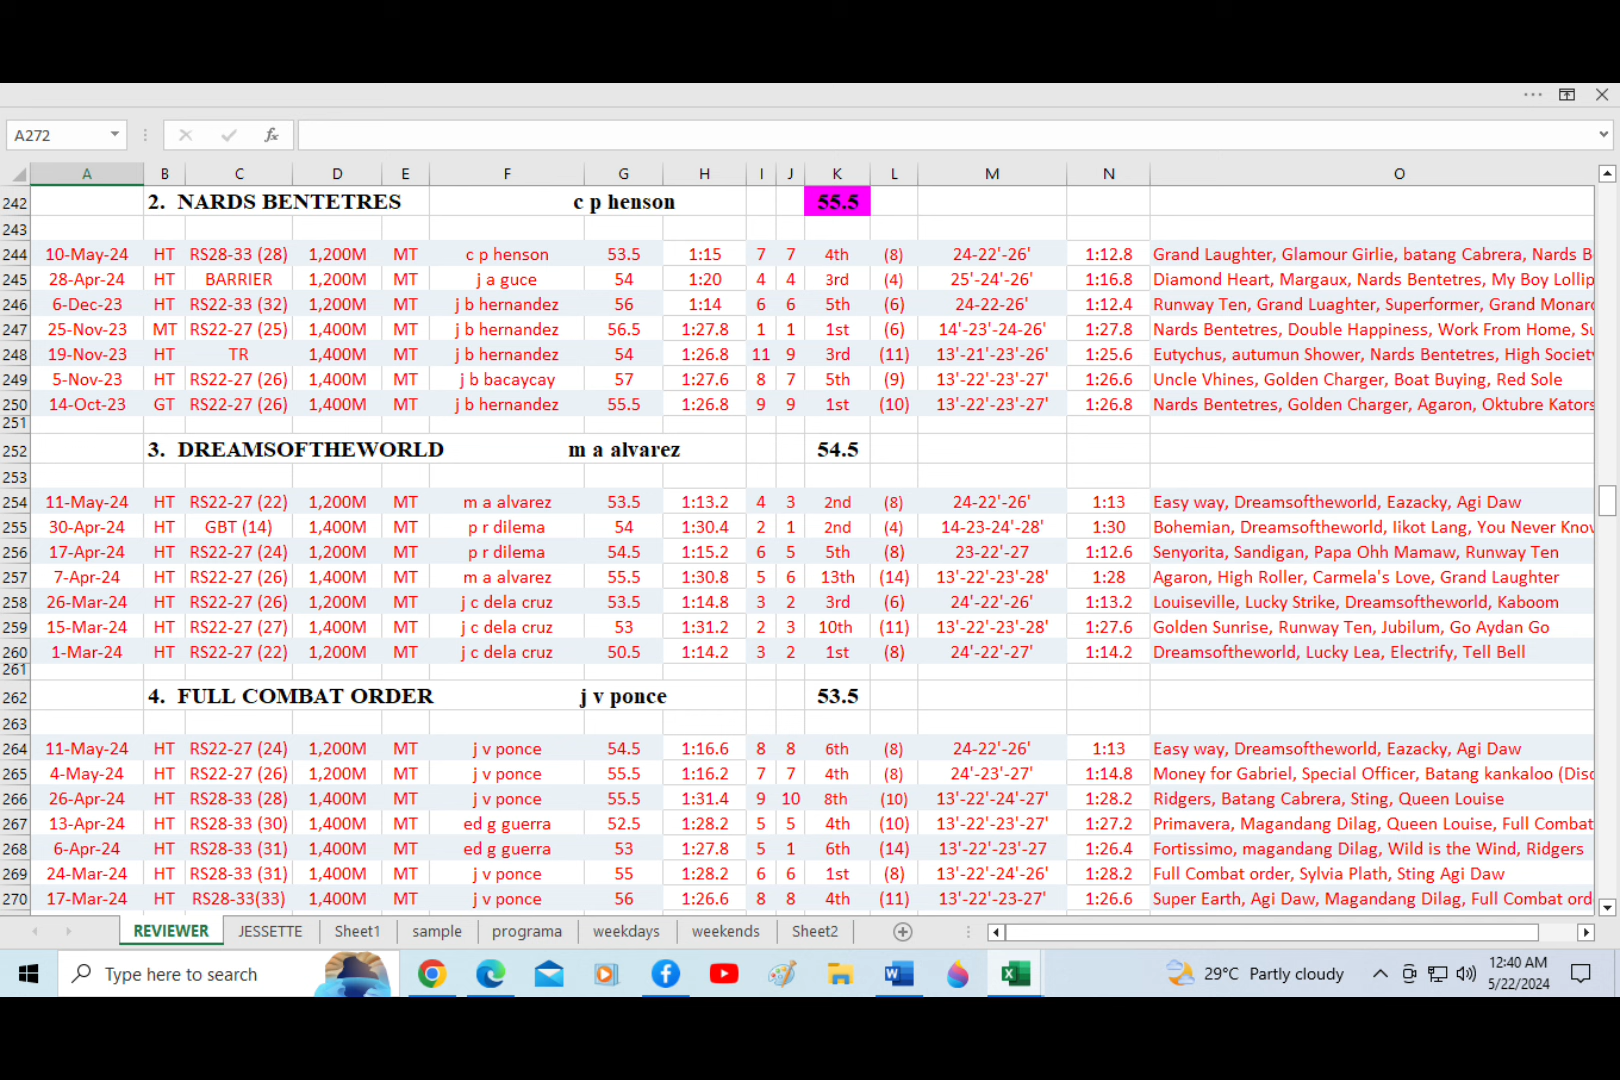 A272
fx
A B C D E F G H I J K L M N O
242 2. NARDS BENTETRES c p henson 55.5
243
244 10-May-24 HT RS28-33 (28) 1,200M MT c p henson 53.5 1:15 7 7 4th (8) 24-22'-26' 1:12.8 Grand Laughter, Glamour Girlie, batang Cabrera, Nards B
245 28-Apr-24 HT BARRIER 1,200M MT j a guce 54 1:20 4 4 3rd (4) 25'-24'-26' 1:16.8 Diamond Heart, Margaux, Nards Bentetres, My Boy Lollip
246 6-Dec-23 HT RS22-33 (32) 1,200M MT j b hernandez 56 1:14 6 6 5th (6) 24-22-26' 1:12.4 Runway Ten, Grand Luaghter, Superformer, Grand Monar
247 25-Nov-23 MT RS22-27 (25) 1,400M MT j b hernandez 56.5 1:27.8 1 1 1st (6) 14'-23'-24-26' 1:27.8 Nards Bentetres, Double Happiness, Work From Home, Su
248 19-Nov-23 HT TR 1,400M MT j b hernandez 54 1:26.8 11 9 3rd (11) 13'-21'-23'-26' 1:25.6 Eutychus, autumun Shower, Nards Bentetres, High Society
249 5-Nov-23 HT RS22-27 (26) 1,400M MT j b bacaycay 57 1:27.6 8 7 5th (9) 13'-22'-23'-27' 1:26.6 Uncle Vhines, Golden Charger, Boat Buying, Red Sole
250 14-Oct-23 GT RS22-27 (26) 1,400M MT j b hernandez 55.5 1:26.8 9 9 1st (10) 13'-22'-23'-27' 1:26.8 Nards Bentetres, Golden Charger, Agaron, Oktubre Kators
251
252 3. DREAMSOFTHEWORLD m a alvarez 54.5
253
254 11-May-24 HT RS22-27 (22) 1,200M MT m a alvarez 53.5 1:13.2 4 3 2nd (8) 24-22'-26' 1:13 Easy way, Dreamsoftheworld, Eazacky, Agi Daw
255 30-Apr-24 HT GBT (14) 1,400M MT p r dilema 54 1:30.4 2 1 2nd (4) 14-23-24'-28' 1:30 Bohemian, Dreamsoftheworld, Iikot Lang, You Never Know
256 17-Apr-24 HT RS22-27 (24) 1,200M MT p r dilema 54.5 1:15.2 6 5 5th (8) 23-22'-27 1:12.6 Senyorita, Sandigan, Papa Ohh Mamaw, Runway Ten
257 7-Apr-24 HT RS22-27 (26) 1,400M MT m a alvarez 55.5 1:30.8 5 6 13th (14) 13'-22'-23-28' 1:28 Agaron, High Roller, Carmela's Love, Grand Laughter
258 26-Mar-24 HT RS22-27 (26) 1,200M MT j c dela cruz 53.5 1:14.8 3 2 3rd (6) 24'-22'-26' 1:13.2 Louiseville, Lucky Strike, Dreamsoftheworld, Kaboom
259 15-Mar-24 HT RS22-27 (27) 1,400M MT j c dela cruz 53 1:31.2 2 3 10th (11) 13'-22'-23-28' 1:27.6 Golden Sunrise, Runway Ten, Jubilum, Go Aydan Go
260 1-Mar-24 HT RS22-27 (22) 1,200M MT j c dela cruz 50.5 1:14.2 3 2 1st (8) 24'-22'-27' 1:14.2 Dreamsoftheworld, Lucky Lea, Electrify, Tell Bell
261
262 4. FULL COMBAT ORDER j v ponce 53.5
263
264 11-May-24 HT RS22-27 (24) 1,200M MT j v ponce 54.5 1:16.6 8 8 6th (8) 24-22'-26' 1:13 Easy way, Dreamsoftheworld, Eazacky, Agi Daw
265 4-May-24 HT RS22-27 (26) 1,200M MT j v ponce 55.5 1:16.2 7 7 4th (8) 24'-23'-27' 1:14.8 Money for Gabriel, Special Officer, Batang kankaloo (Disc
266 26-Apr-24 HT RS28-33 (28) 1,400M MT j v ponce 55.5 1:31.4 9 10 8th (10) 13'-22'-24'-27' 1:28.2 Ridgers, Batang Cabrera, Sting, Queen Louise
267 13-Apr-24 HT RS28-33 (30) 1,400M MT ed g guerra 52.5 1:28.2 5 5 4th (10) 13'-22'-23'-27' 1:27.2 Primavera, Magandang Dilag, Queen Louise, Full Combat
268 6-Apr-24 HT RS28-33 (31) 1,400M MT ed g guerra 53 1:27.8 5 1 6th (14) 13'-22'-23'-27 1:26.4 Fortissimo, magandang Dilag, Wild is the Wind, Ridgers
269 24-Mar-24 HT RS28-33 (31) 1,400M MT j v ponce 55 1:28.2 6 6 1st (8) 13'-22'-24'-26' 1:28.2 Full Combat order, Sylvia Plath, Sting Agi Daw
270 17-Mar-24 HT RS28-33(33) 1,400M MT j v ponce 56 1:26.6 8 8 4th (11) 13'-22'-23-27' 1:26.6 Super Earth, Agi Daw, Magandang Dilag, Full Combat ord
REVIEWER JESSETTE Sheet1 sample programa weekdays weekends Sheet2
Type here to search 29°C Partly cloudy 12:40 AM
5/22/2024